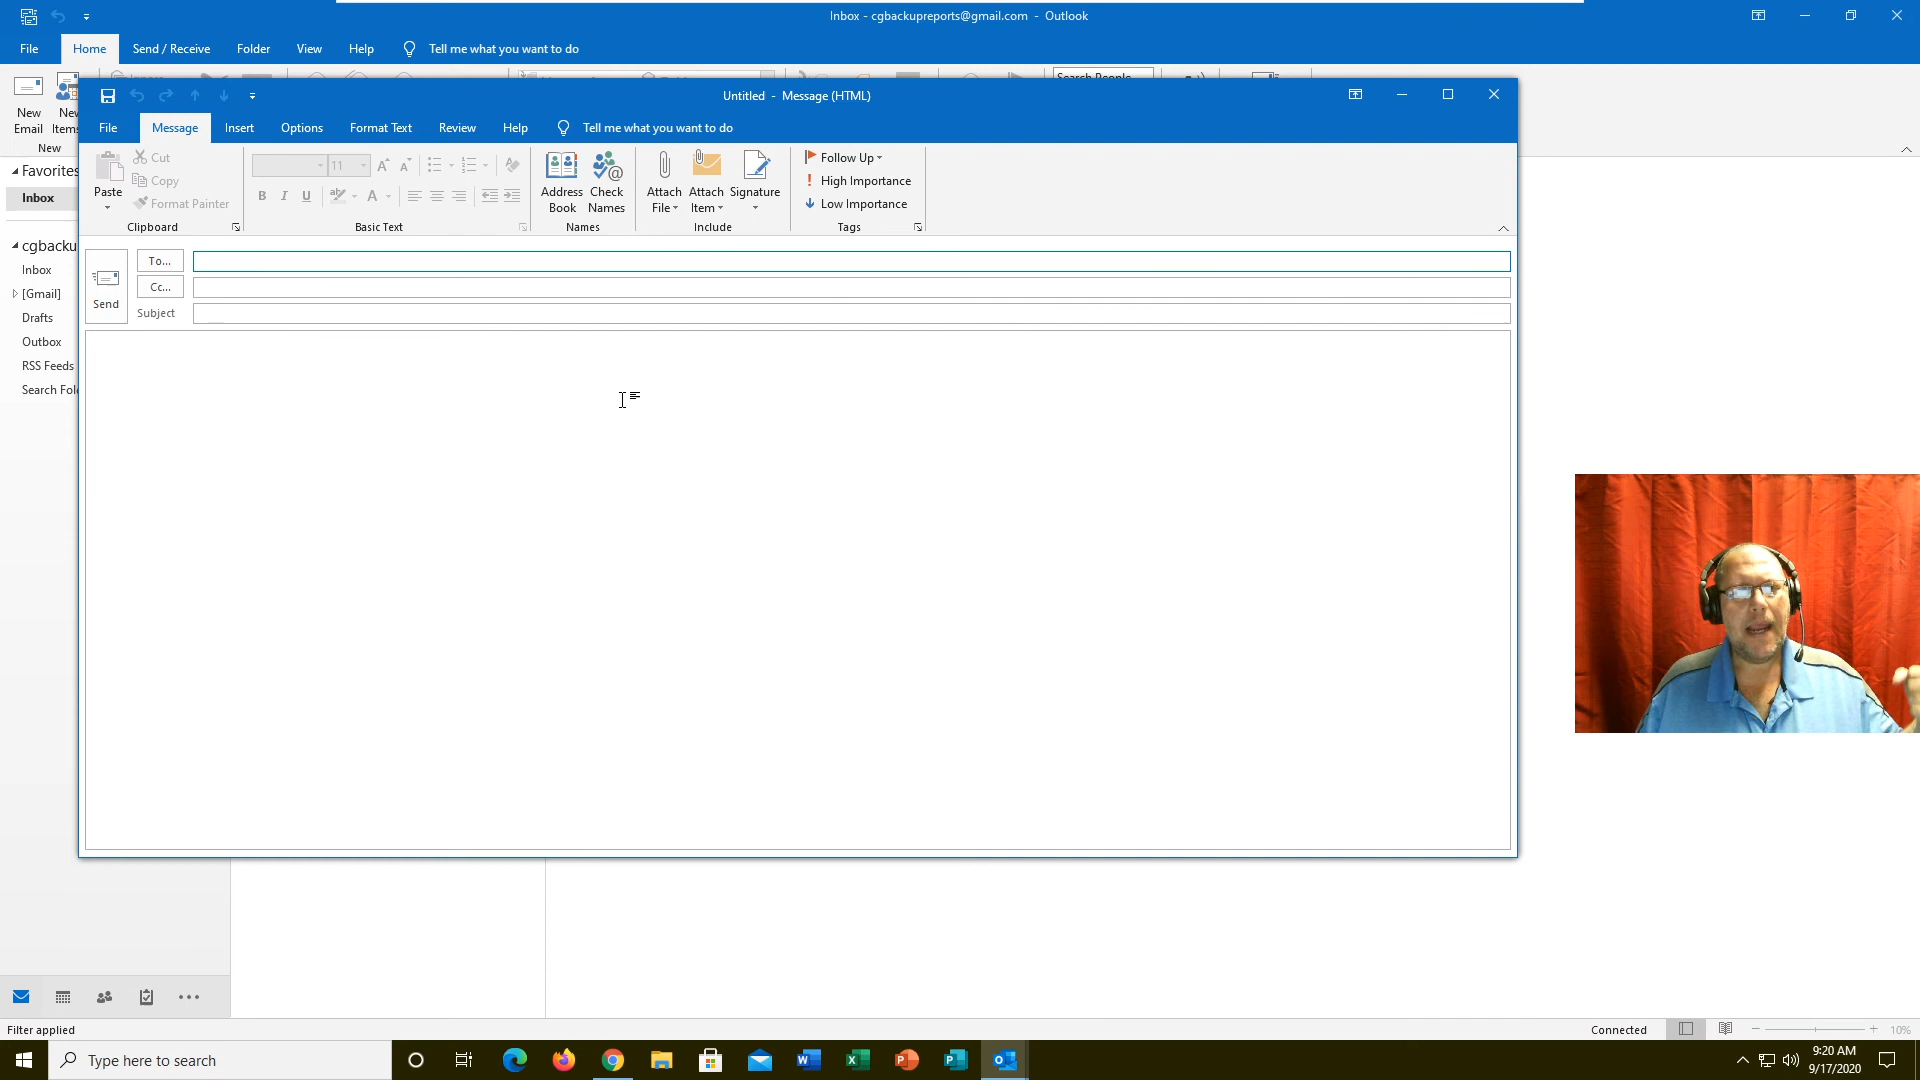 Inbox - cgbackupreports@gmail.com - Outlook
File Home Send / Receive Folder View Help Tell me what you want to do
Search People
New Email
New Items
New
Untitled - Message (HTML)
File Message Insert Options Format Text Review Help Tell me what you want to do
Paste
Cut
Copy
Format Painter
Clipboard
11
B I U
Basic Text
Address Book
Check Names
Names
Attach File
Attach Item
Signature
Include
Follow Up
High Importance
Low Importance
Tags
Favorites
Inbox
cgbacku
Inbox
[Gmail]
Drafts
Outbox
RSS Feeds
Search Fol
Send
To...
Cc...
Subject
Filter applied
Connected
10%
Type here to search
9:20 AM
9/17/2020